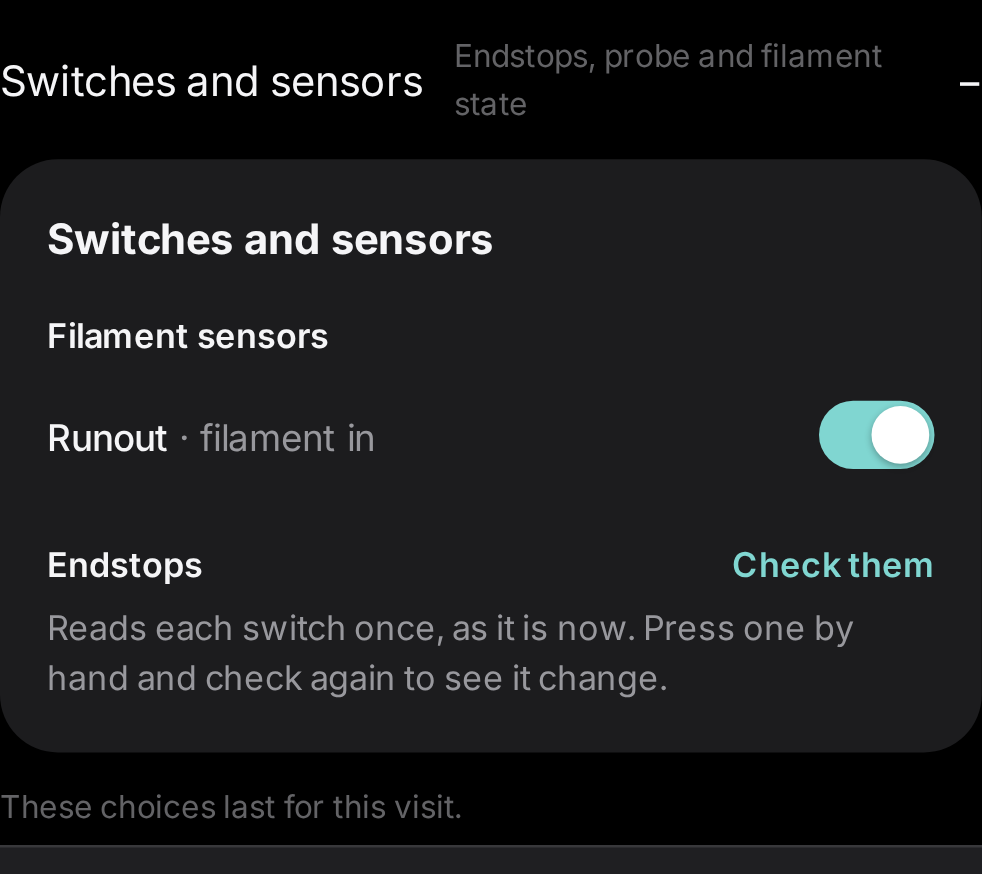 Switches and sensors
Endstops, probe and filament
state
Switches and sensors
Filament sensors
Runout · filament in
Endstops
Check them
Reads each switch once, as it is now. Press one by
hand and check again to see it change.
These choices last for this visit.